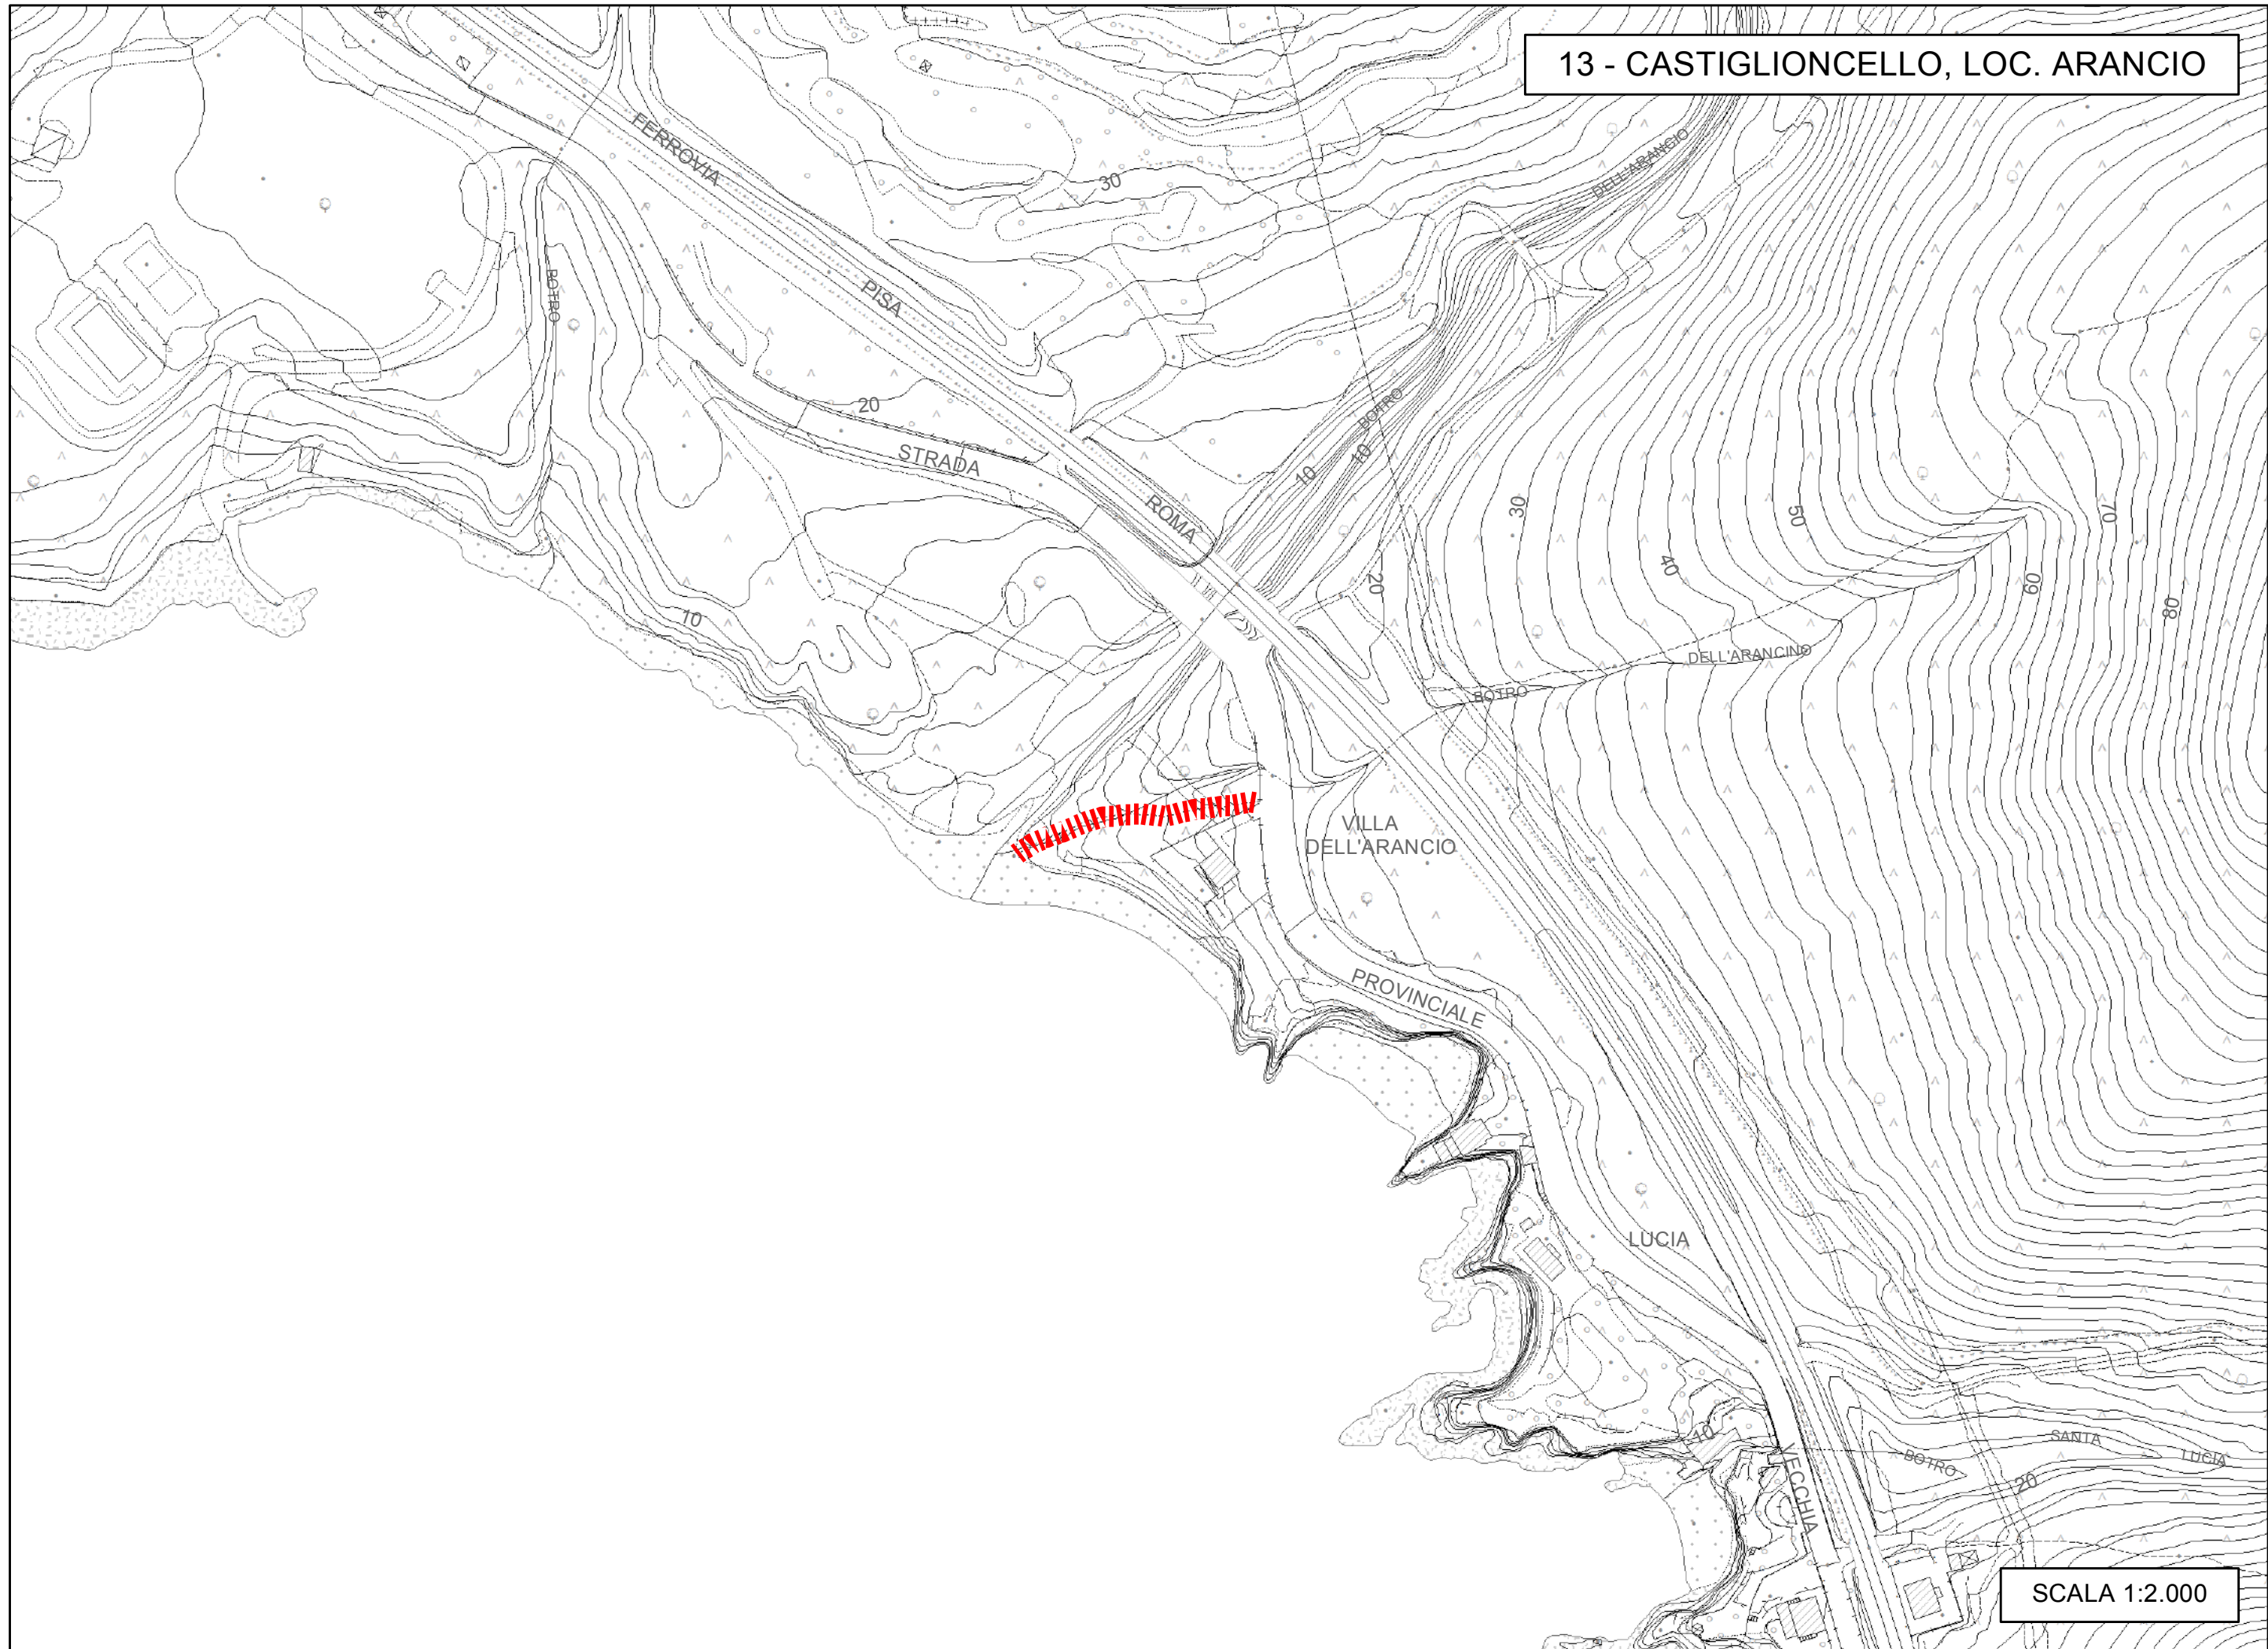 13 - CASTIGLIONCELLO, LOC. ARANCIO
FERROVIA
DELL'ARANCIO
30
BOTRO
PISA
BOTRO
20
STRADA
10
10
ROMA
30
50
70
40
20
60
80
10
DELL'ARANCINO
BOTRO
VILLA
DELL'ARANCIO
PROVINCIALE
LUCIA
10
VECCHIA
BOTRO
SANTA
LUCIA
20
SCALA 1:2.000